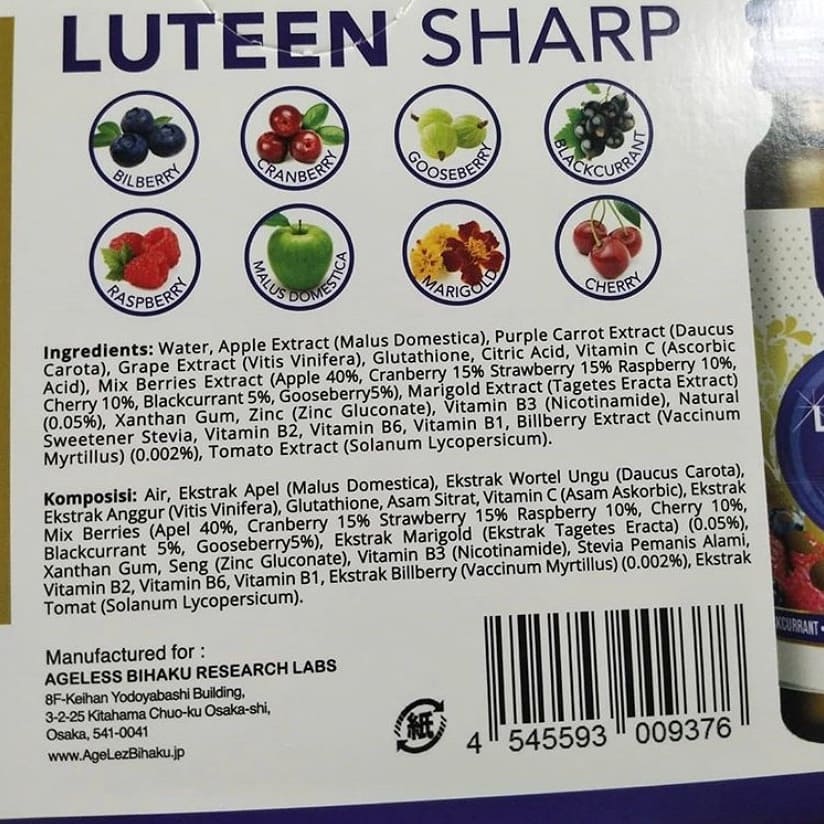 LUTEEN SHARP
BILBERRY
CRANBERRY
GOOSEBERRY
BLACKCURRANT
RASPBERRY
MALUS DOMESTICA
MARIGOLD
CHERRY
Ingredients: Water, Apple Extract (Malus Domestica), Purple Carrot Extract (Daucus
Carota), Grape Extract (Vitis Vinifera), Glutathione, Citric Acid, Vitamin C (Ascorbic
Acid), Mix Berries Extract (Apple 40%, Cranberry 15% Strawberry 15% Raspberry 10%,
Cherry 10%, Blackcurrant 5%, Gooseberry5%), Marigold Extract (Tagetes Eracta Extract)
(0.05%), Xanthan Gum, Zinc (Zinc Gluconate), Vitamin B3 (Nicotinamide), Natural
Sweetener Stevia, Vitamin B2, Vitamin B6, Vitamin B1, Billberry Extract (Vaccinum
Myrtillus) (0.002%), Tomato Extract (Solanum Lycopersicum).
Komposisi: Air, Ekstrak Apel (Malus Domestica), Ekstrak Wortel Ungu (Daucus Carota),
Ekstrak Anggur (Vitis Vinifera), Glutathione, Asam Sitrat, Vitamin C (Asam Askorbic), Ekstrak
Mix Berries (Apel 40%, Cranberry 15% Strawberry 15% Raspberry 10%, Cherry 10%,
Blackcurrant 5%, Gooseberry5%), Ekstrak Marigold (Ekstrak Tagetes Eracta) (0.05%),
Xanthan Gum, Seng (Zinc Gluconate), Vitamin B3 (Nicotinamide), Stevia Pemanis Alami,
Vitamin B2, Vitamin B6, Vitamin B1, Ekstrak Billberry (Vaccinum Myrtillus) (0.002%), Ekstrak
Tomat (Solanum Lycopersicum).
Manufactured for :
AGELESS BIHAKU RESEARCH LABS
8F-Keihan Yodoyabashi Building,
3-2-25 Kitahama Chuo-ku Osaka-shi,
Osaka, 541-0041
www.AgeLezBihaku.jp
紙
4 545593 009376